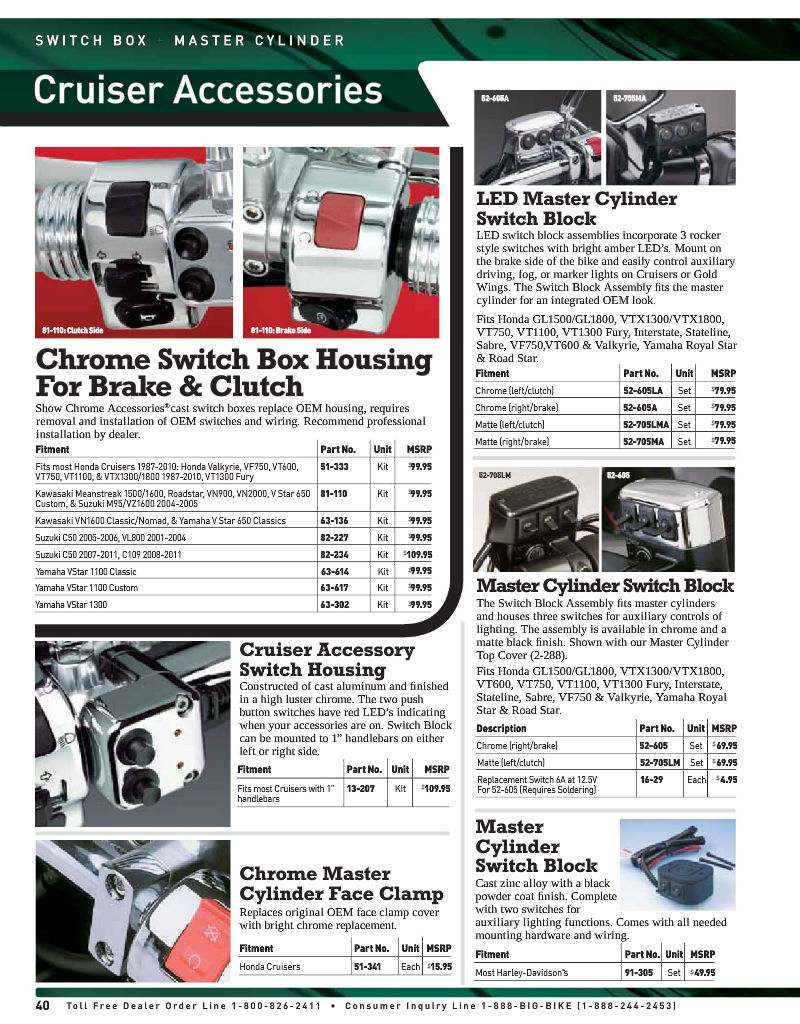 SWITCH BOX · MASTER CYLINDER
Cruiser Accessories
81-110: Clutch Side
81-110: Brake Side
Chrome Switch Box Housing
For Brake & Clutch
Show Chrome Accessories® cast switch boxes replace OEM housing, requires
removal and installation of OEM switches and wiring. Recommend professional
installation by dealer.
Fitment Part No. Unit MSRP
Fits most Honda Cruisers 1987-2010: Honda Valkyrie, VF750, VT600, 51-333 Kit $99.95
VT750, VT1100, & VTX1300/1800 1987-2010, VT1300 Fury
Kawasaki Meanstreak 1500/1600, Roadstar, VN900, VN2000, V Star 650 81-110 Kit $99.95
Custom, & Suzuki M95/VZ1600 2004-2005
Kawasaki VN1600 Classic/Nomad, & Yamaha V Star 650 Classics 63-136 Kit $99.95
Suzuki C50 2005-2006, VL800 2001-2004 82-227 Kit $99.95
Suzuki C50 2007-2011, C109 2008-2011 82-234 Kit $109.95
Yamaha VStar 1100 Classic 63-614 Kit $99.95
Yamaha VStar 1100 Custom 63-617 Kit $99.95
Yamaha VStar 1300 63-302 Kit $99.95
Cruiser Accessory
Switch Housing
Constructed of cast aluminum and finished
in a high luster chrome. The two push
button switches have red LED's indicating
when your accessories are on. Switch Block
can be mounted to 1" handlebars on either
left or right side.
Fitment Part No. Unit MSRP
Fits most Cruisers with 1" 13-207 Kit $109.95
handlebars
Chrome Master
Cylinder Face Clamp
Replaces original OEM face clamp cover
with bright chrome replacement.
Fitment Part No. Unit MSRP
Honda Cruisers 51-341 Each $15.95
52-605A
52-705MA
LED Master Cylinder
Switch Block
LED switch block assemblies incorporate 3 rocker
style switches with bright amber LED's. Mount on
the brake side of the bike and easily control auxiliary
driving, fog, or marker lights on Cruisers or Gold
Wings. The Switch Block Assembly fits the master
cylinder for an integrated OEM look.
Fits Honda GL1500/GL1800, VTX1300/VTX1800,
VT750, VT1100, VT1300 Fury, Interstate, Stateline,
Sabre, VF750,VT600 & Valkyrie, Yamaha Royal Star
& Road Star.
Fitment Part No. Unit MSRP
Chrome (left/clutch) 52-605LA Set $79.95
Chrome (right/brake) 52-605A Set $79.95
Matte (left/clutch) 52-705LMA Set $79.95
Matte (right/brake) 52-705MA Set $79.95
52-705LM
52-605
Master Cylinder Switch Block
The Switch Block Assembly fits master cylinders
and houses three switches for auxiliary controls of
lighting. The assembly is available in chrome and a
matte black finish. Shown with our Master Cylinder
Top Cover (2-288).
Fits Honda GL1500/GL1800, VTX1300/VTX1800,
VT600, VT750, VT1100, VT1300 Fury, Interstate,
Stateline, Sabre, VF750 & Valkyrie, Yamaha Royal
Star & Road Star.
Description Part No. Unit MSRP
Chrome (right/brake) 52-605 Set $69.95
Matte (left/clutch) 52-705LM Set $69.95
Replacement Switch 6A at 12.5V 16-29 Each $4.95
For 52-605 (Requires Soldering)
Master
Cylinder
Switch Block
Cast zinc alloy with a black
powder coat finish. Complete
with two switches for
auxiliary lighting functions. Comes with all needed
mounting hardware and wiring.
Fitment Part No. Unit MSRP
Most Harley-Davidson's 91-305 Set $49.95
40 Toll Free Dealer Order Line 1-800-826-2411 • Consumer Inquiry Line 1-888-BIG-BIKE (1-888-244-2453)